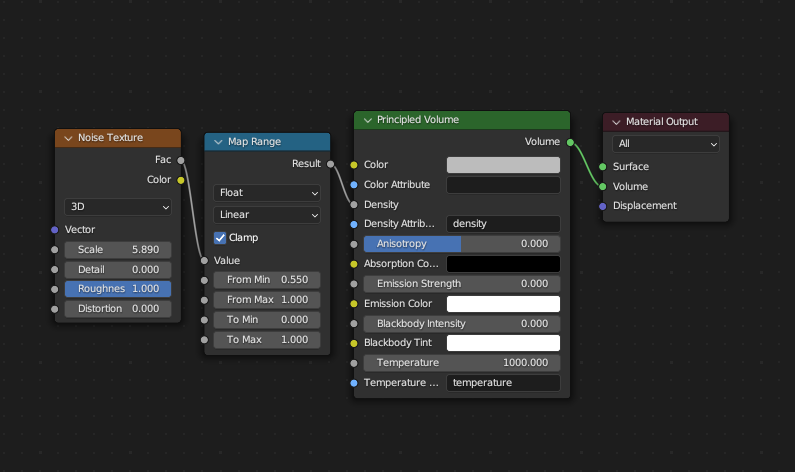 Noise Texture
Fac
Color
3D
Vector
Scale 5.890
Detail 0.000
Roughnes 1.000
Distortion 0.000
Map Range
Result
Float
Linear
Clamp
Value
From Min 0.550
From Max 1.000
To Min 0.000
To Max 1.000
Principled Volume
Volume
Color
Color Attribute
Density
Density Attrib... density
Anisotropy 0.000
Absorption Co...
Emission Strength 0.000
Emission Color
Blackbody Intensity 0.000
Blackbody Tint
Temperature 1000.000
Temperature ... temperature
Material Output
All
Surface
Volume
Displacement